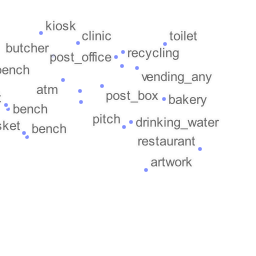 kiosk
clinic
toilet
butcher
post_office
recycling
bench
vending_any
atm
post_box
bakery
bench
pitch
drinking_water
bench
restaurant
artwork